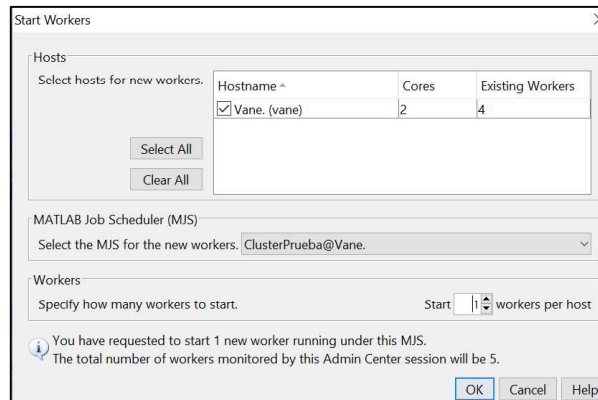 Start Workers
Hosts
Select hosts for new workers.
Hostname Cores Existing Workers
Vane. (vane) 2 4
Select All
Clear All
MATLAB Job Scheduler (MJS)
Select the MJS for the new workers. ClusterPrueba@Vane.
Workers
Specify how many workers to start. Start 1 workers per host
You have requested to start 1 new worker running under this MJS.
The total number of workers monitored by this Admin Center session will be 5.
OK Cancel Help